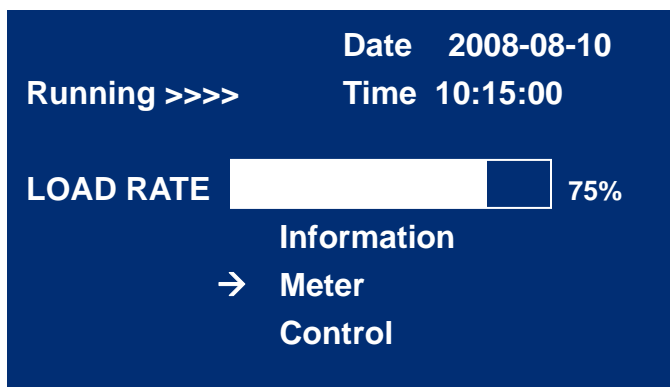 Date 2008-08-10
Running >>>> Time 10:15:00
LOAD RATE 75%
Information
→ Meter
Control